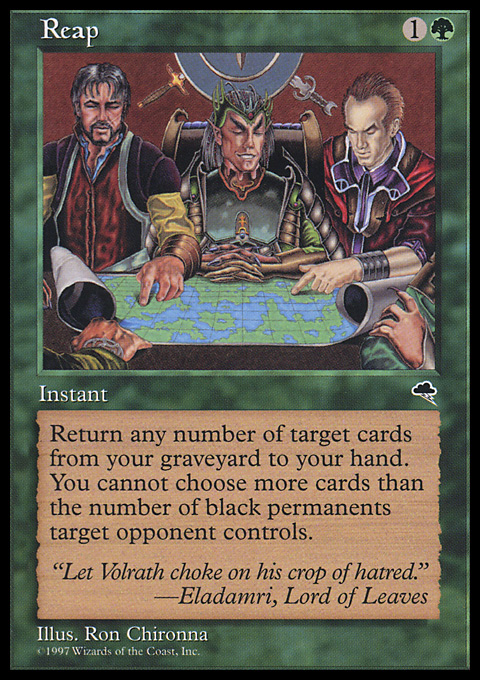 Reap 1
Instant
Return any number of target cards
from your graveyard to your hand.
You cannot choose more cards than
the number of black permanents
target opponent controls.
“Let Volrath choke on his crop of hatred.”
—Eladamri, Lord of Leaves
Illus. Ron Chironna
©1997 Wizards of the Coast, Inc.